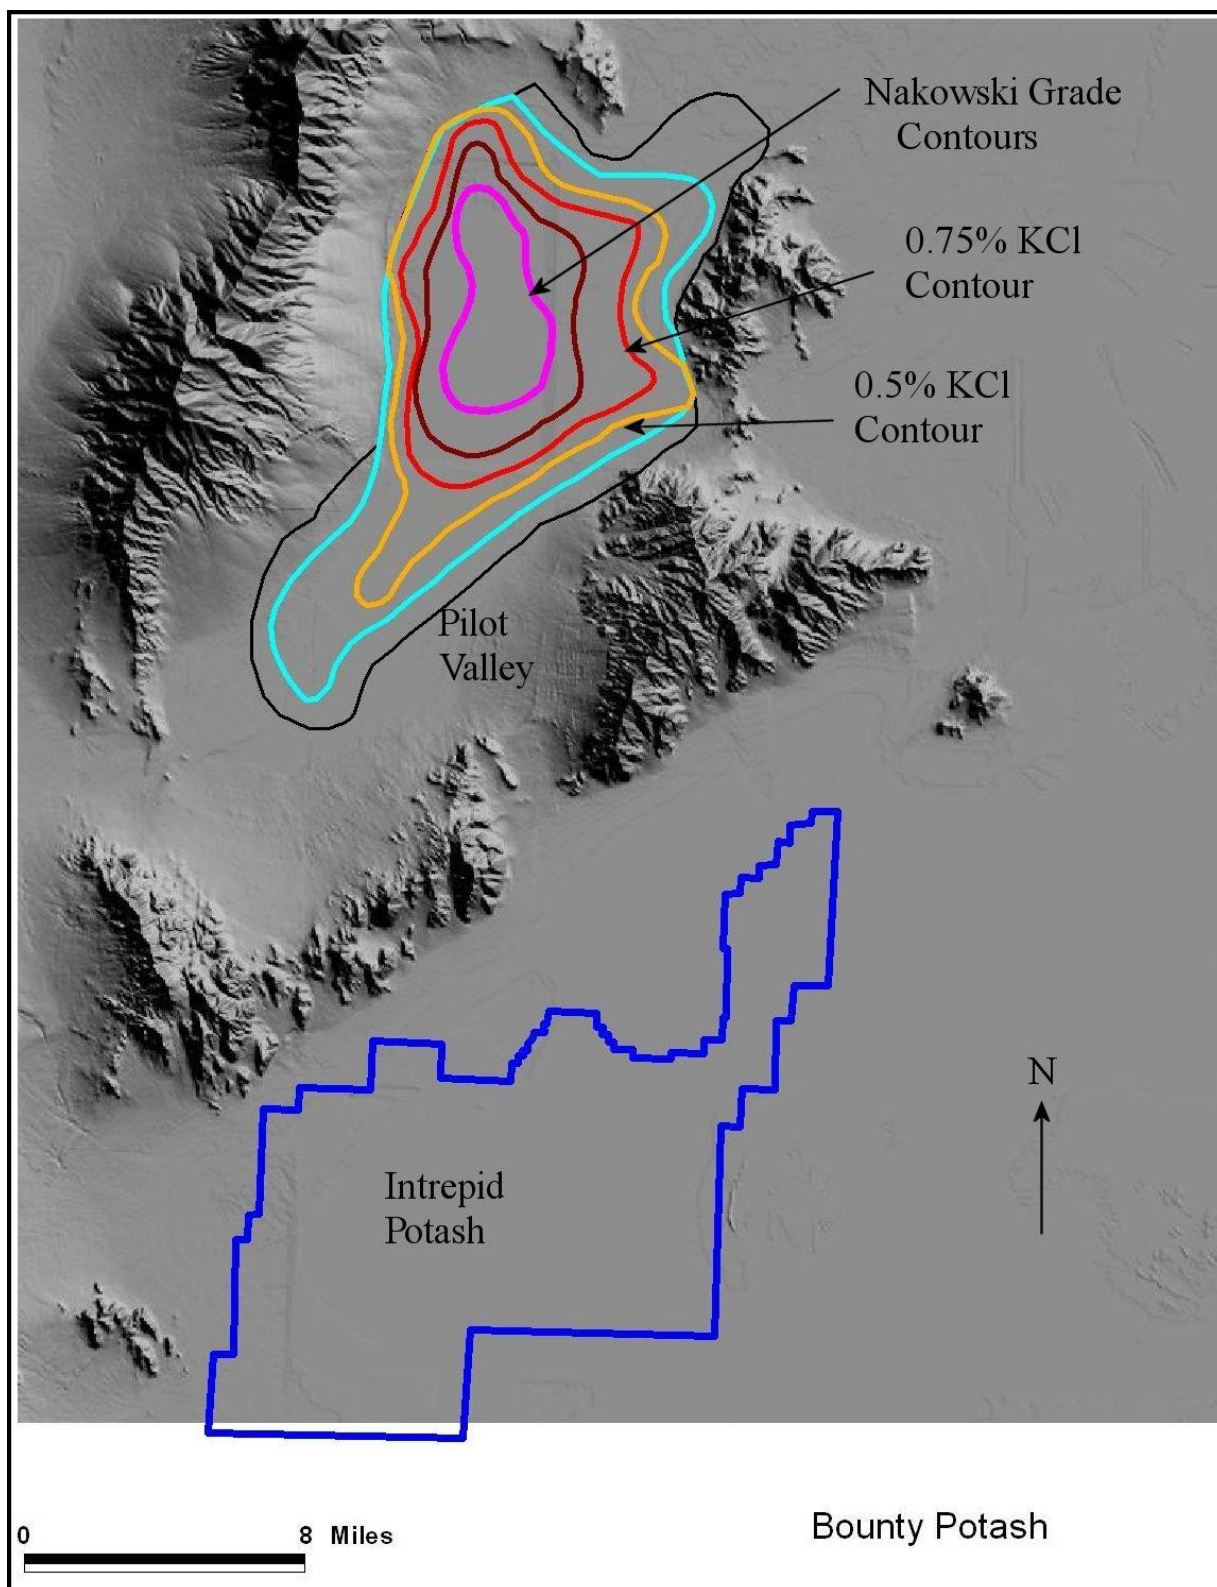 Nakowski Grade
Contours
0.75% KCl
Contour
0.5% KCl
Contour
Pilot
Valley
N
Intrepid
Potash
0 8 Miles
Bounty Potash